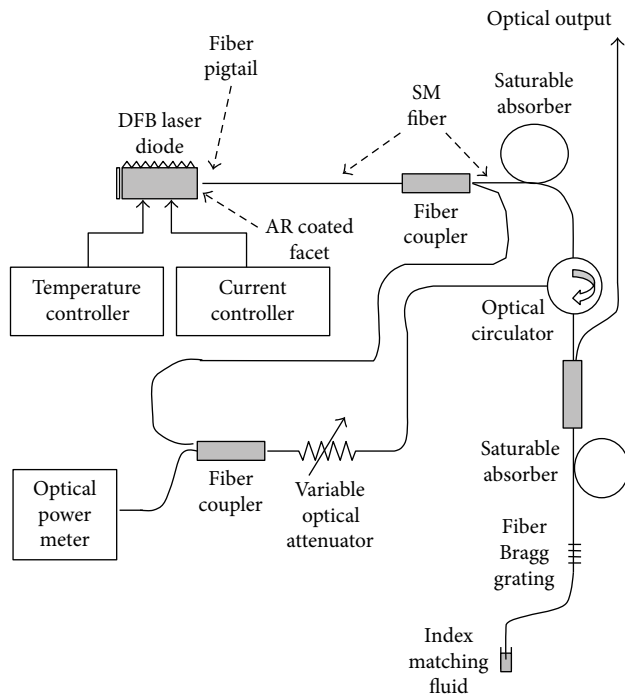 Optical output
Fiber
pigtail
Saturable
absorber
SM
fiber
DFB laser
diode
Fiber
coupler
AR coated
facet
Temperature
controller
Current
controller
Optical
circulator
Fiber
coupler
Variable
optical
attenuator
Optical
power
meter
Saturable
absorber
Fiber
Bragg
grating
Index
matching
fluid